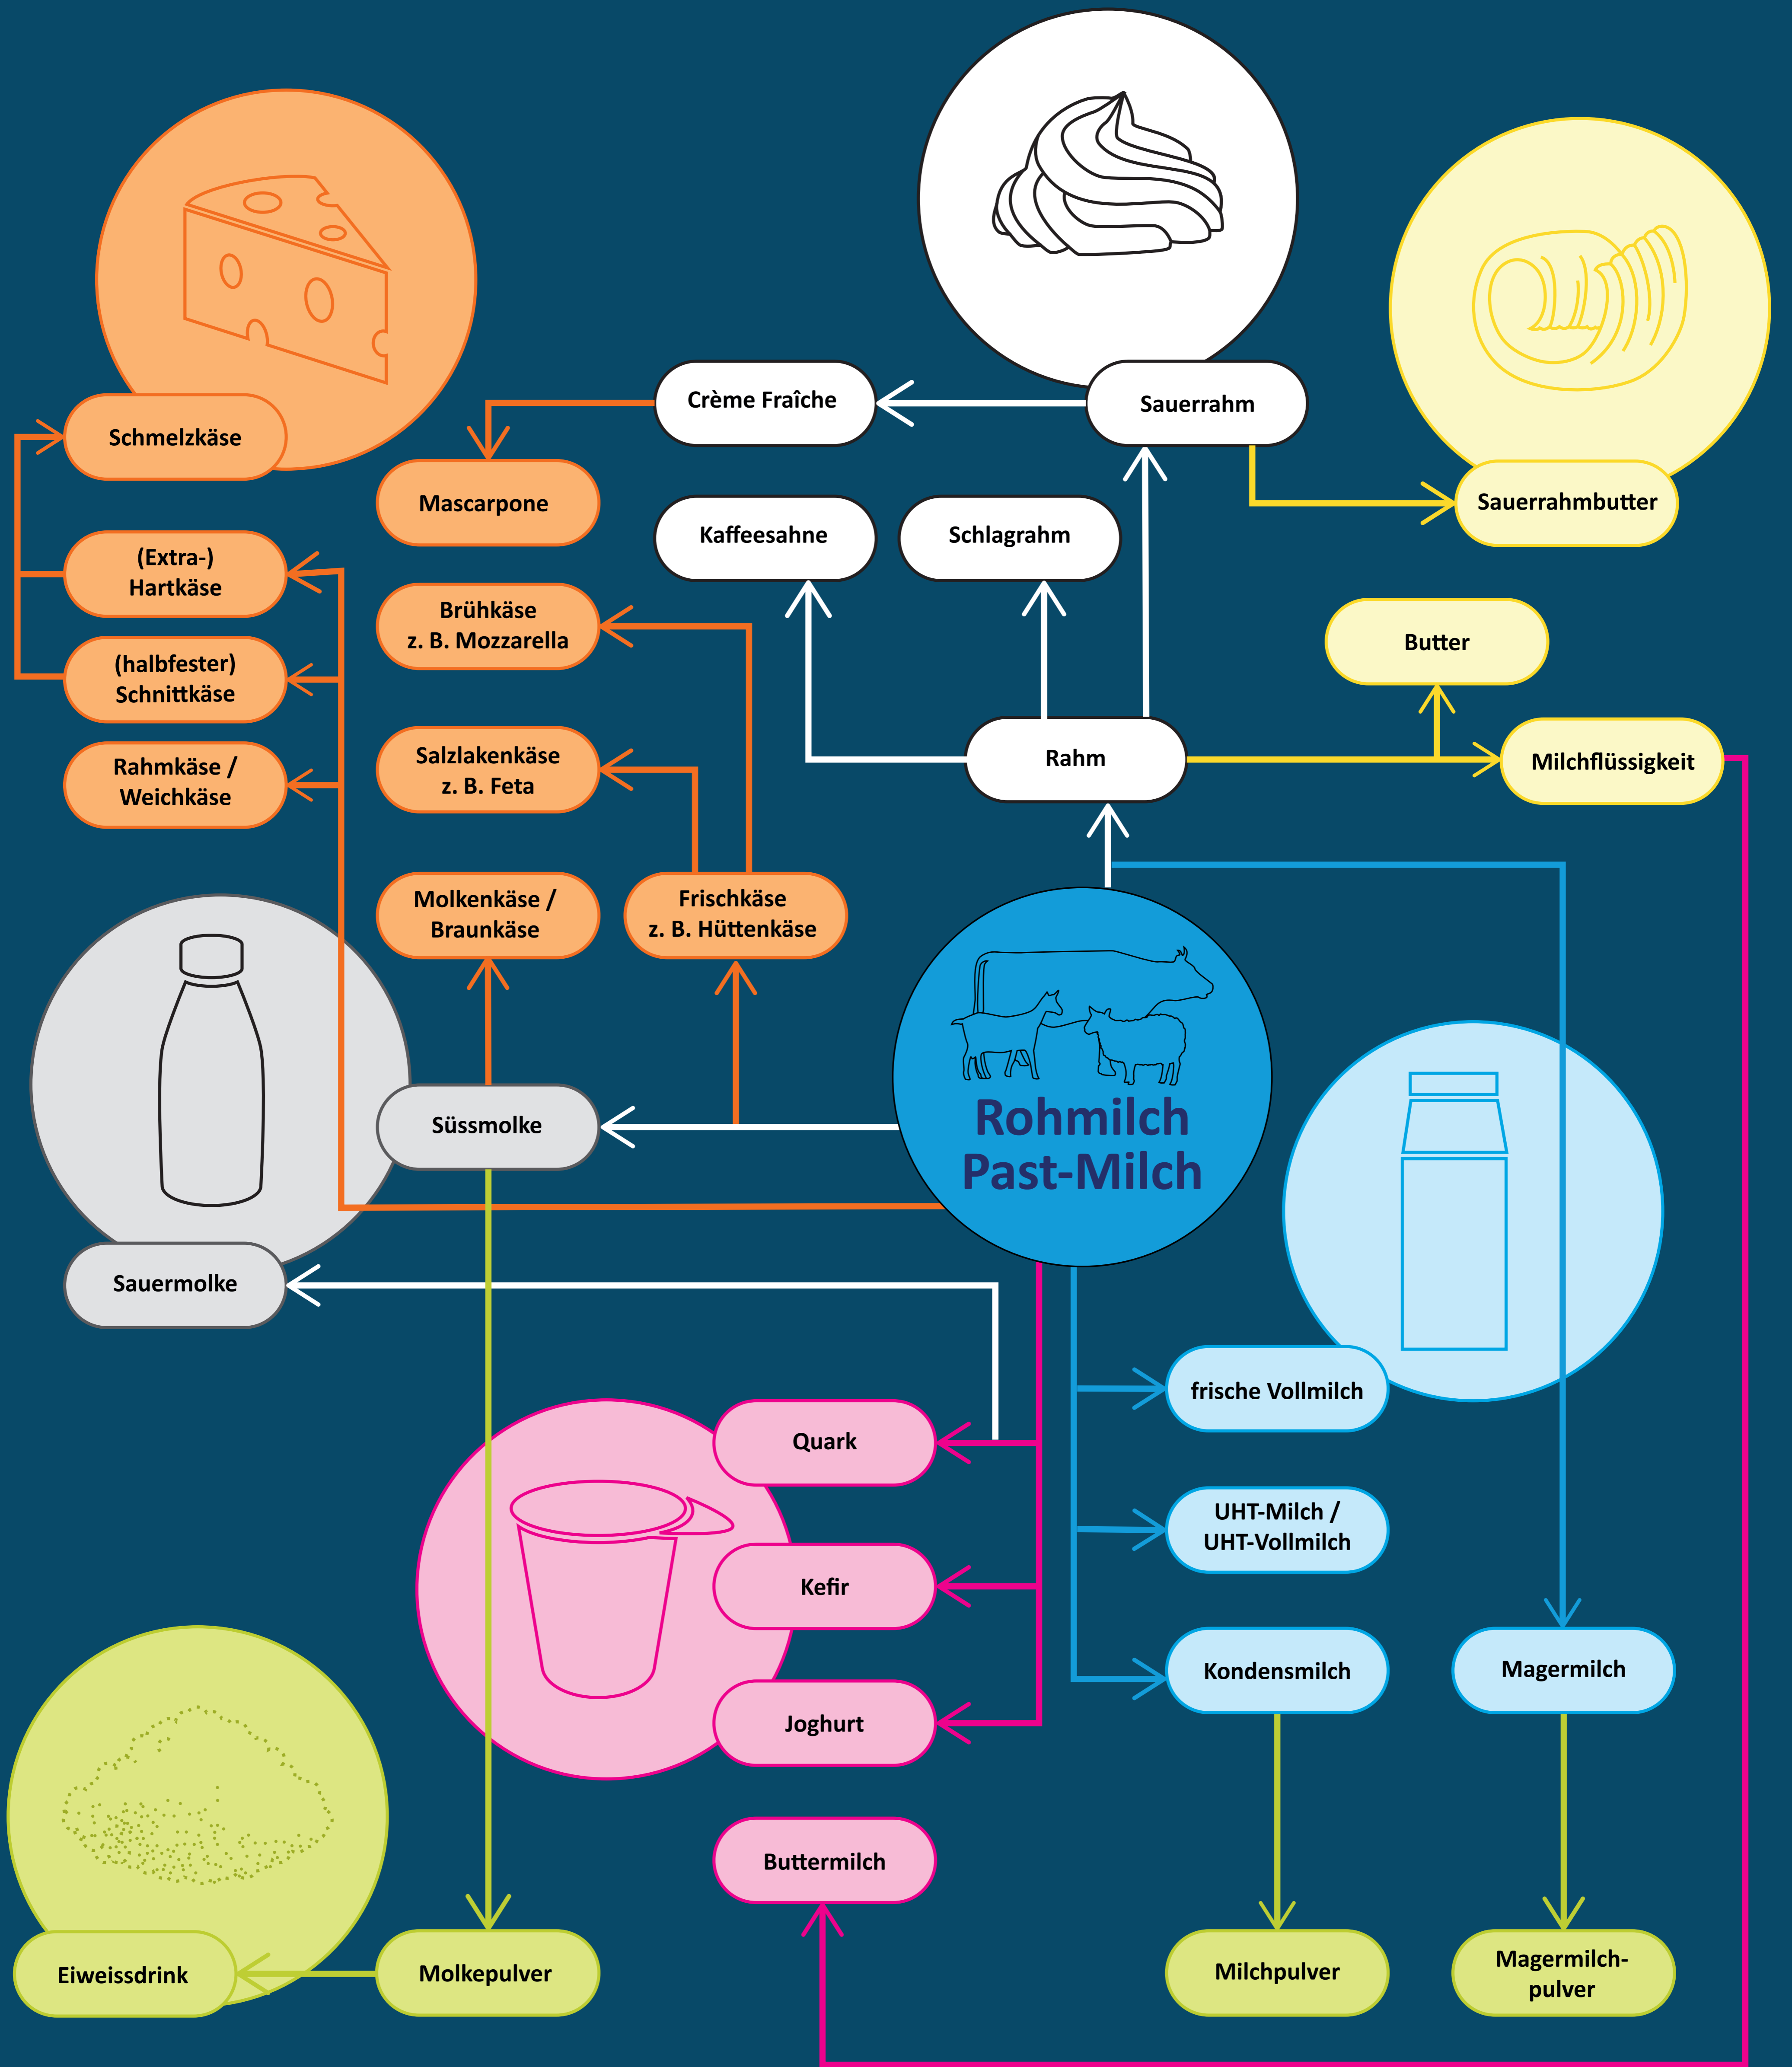 Crème Fraîche
Sauerrahm
Schmelzkäse
Mascarpone
Sauerrahmbutter
Kaffeesahne
Schlagrahm
(Extra-)
Hartkäse
Brühkäse
z. B. Mozzarella
Butter
(halbfester)
Schnittkäse
Salzlakenkäse
z. B. Feta
Rahm
Milchflüssigkeit
Rahmkäse /
Weichkäse
Molkenkäse /
Braunkäse
Frischkäse
z. B. Hüttenkäse
Rohmilch
Past-Milch
Süssmolke
Sauermolke
frische Vollmilch
Quark
UHT-Milch /
UHT-Vollmilch
Kefir
Kondensmilch
Magermilch
Joghurt
Buttermilch
Eiweissdrink
Molkepulver
Milchpulver
Magermilch-
pulver